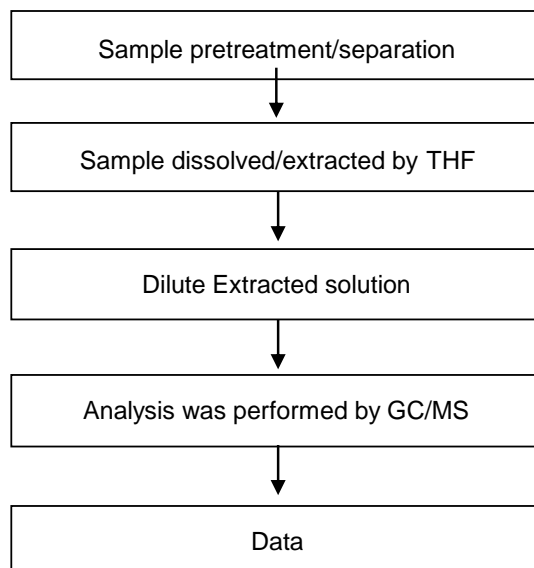 Sample pretreatment/separation
Sample dissolved/extracted by THF
Dilute Extracted solution
Analysis was performed by GC/MS
Data